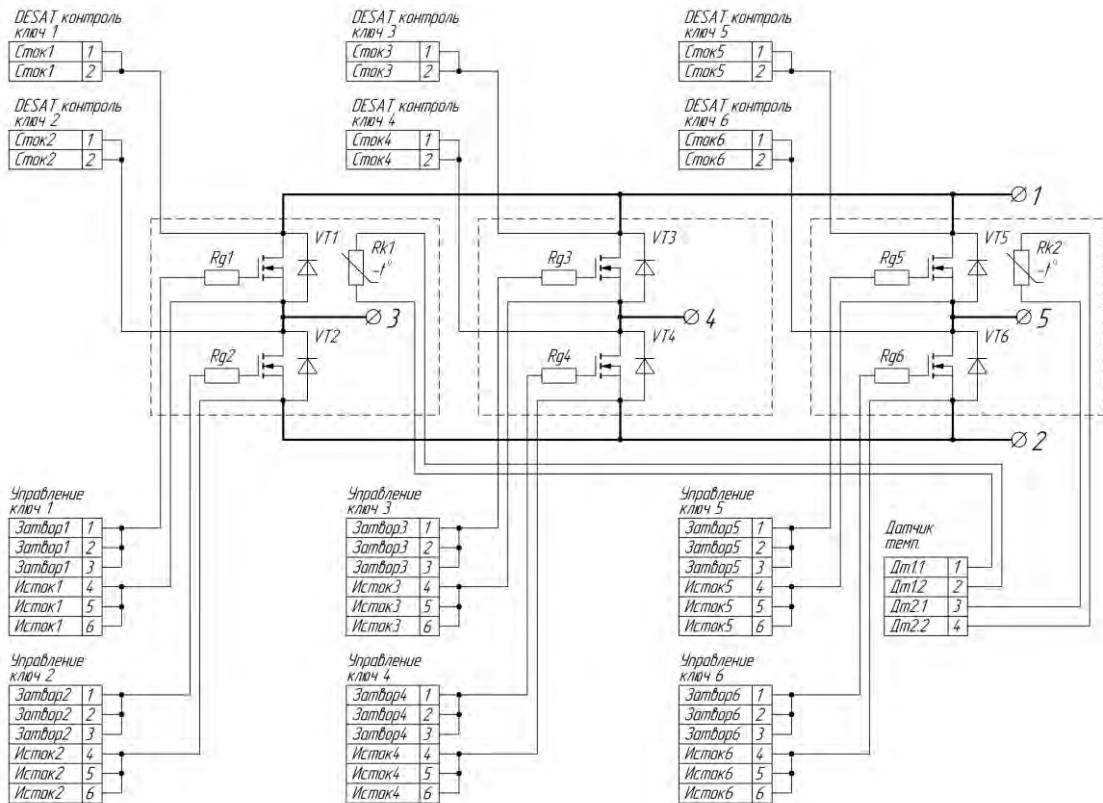 DESAT контроль
ключ 1
Сток1 1
Сток1 2
DESAT контроль
ключ 3
Сток3 1
Сток3 2
DESAT контроль
ключ 5
Сток5 1
Сток5 2
DESAT контроль
ключ 2
Сток2 1
Сток2 2
DESAT контроль
ключ 4
Сток4 1
Сток4 2
DESAT контроль
ключ 6
Сток6 1
Сток6 2
1
VT1
Rk1
-t°
Rg1
3
VT2
Rg2
VT3
Rg3
4
VT4
Rg4
VT5
Rk2
-t°
Rg5
5
VT6
Rg6
2
Управление
ключ 1
Затвор1 1
Затвор1 2
Затвор1 3
Исток1 4
Исток1 5
Исток1 6
Управление
ключ 3
Затвор3 1
Затвор3 2
Затвор3 3
Исток3 4
Исток3 5
Исток3 6
Управление
ключ 5
Затвор5 1
Затвор5 2
Затвор5 3
Исток5 4
Исток5 5
Исток5 6
Датчик
темп.
Дт1.1 1
Дт1.2 2
Дт2.1 3
Дт2.2 4
Управление
ключ 2
Затвор2 1
Затвор2 2
Затвор2 3
Исток2 4
Исток2 5
Исток2 6
Управление
ключ 4
Затвор4 1
Затвор4 2
Затвор4 3
Исток4 4
Исток4 5
Исток4 6
Управление
ключ 6
Затвор6 1
Затвор6 2
Затвор6 3
Исток6 4
Исток6 5
Исток6 6